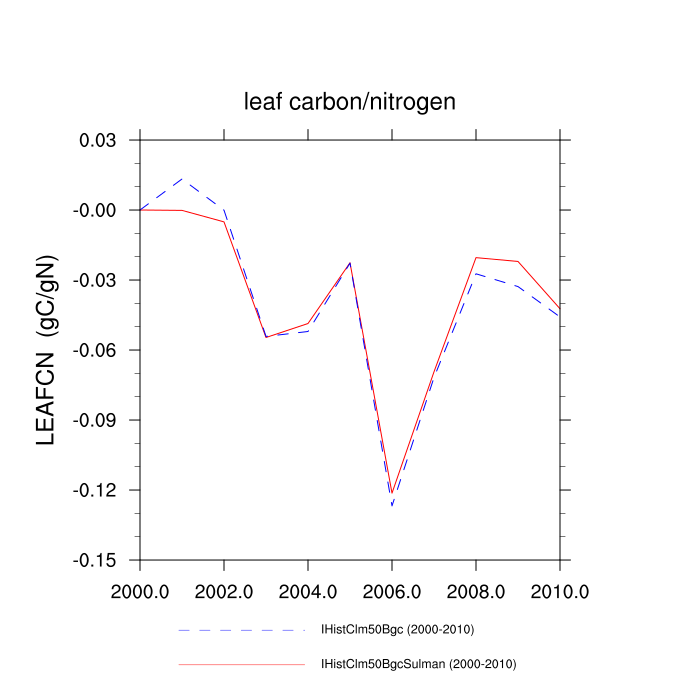 leaf carbon/nitrogen
0.03
-0.00
-0.03
-0.06
-0.09
-0.12
-0.15
LEAFCN (gC/gN)
2000.0 2002.0 2004.0 2006.0 2008.0 2010.0
IHistClm50Bgc (2000-2010)
IHistClm50BgcSulman (2000-2010)